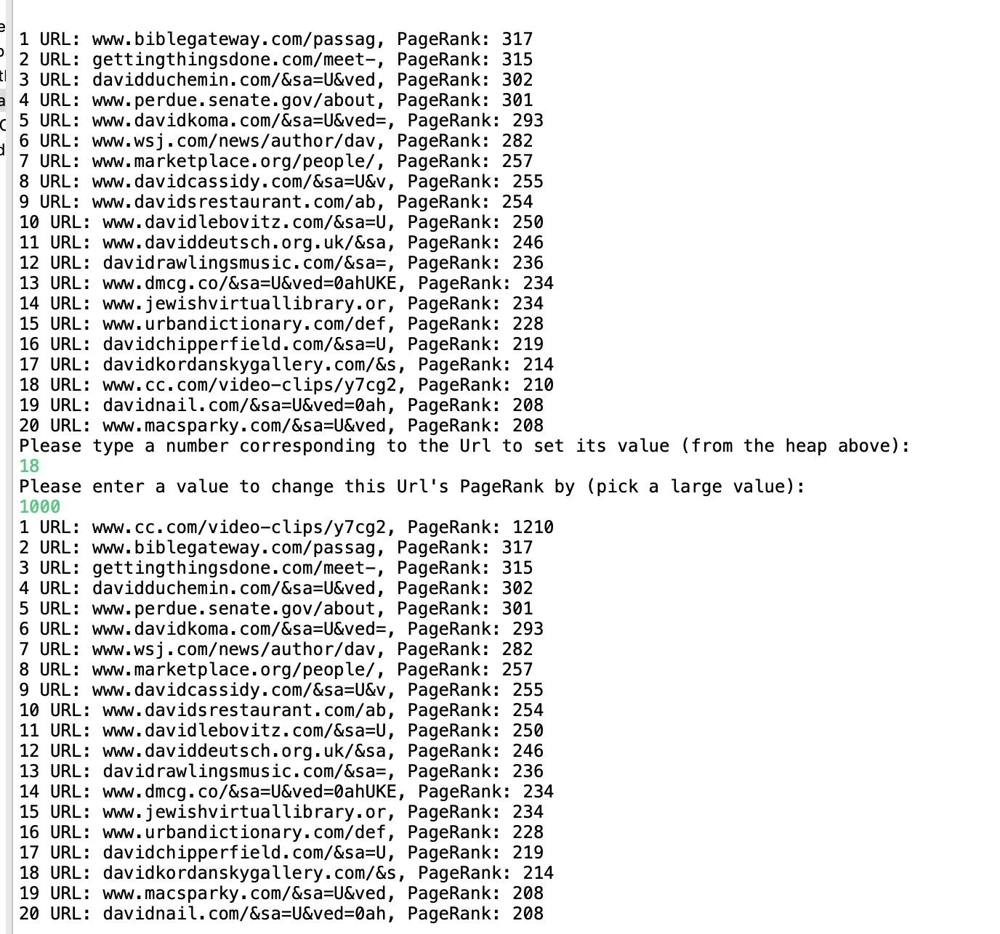 1 URL: www.biblegateway.com/passag, PageRank: 317
2 URL: gettingthingsdone.com/meet-, PageRank: 315
3 URL: davidduchemin.com/&sa=U&ved, PageRank: 302
4 URL: www.perdue.senate.gov/about, PageRank: 301
5 URL: www.davidkoma.com/&sa=U&ved=, PageRank: 293
6 URL: www.wsj.com/news/author/dav, PageRank: 282
7 URL: www.marketplace.org/people/, PageRank: 257
8 URL: www.davidcassidy.com/&sa=U&v, PageRank: 255
9 URL: www.davidsrestaurant.com/ab, PageRank: 254
10 URL: www.davidlebovitz.com/&sa=U, PageRank: 250
11 URL: www.daviddeutsch.org.uk/&sa, PageRank: 246
12 URL: davidrawlingsmusic.com/&sa=, PageRank: 236
13 URL: www.dmcg.co/&sa=U&ved=0ahUKE, PageRank: 234
14 URL: www.jewishvirtuallibrary.or, PageRank: 234
15 URL: www.urbandictionary.com/def, PageRank: 228
16 URL: davidchipperfield.com/&sa=U, PageRank: 219
17 URL: davidkordanskygallery.com/&s, PageRank: 214
18 URL: www.cc.com/video-clips/y7cg2, PageRank: 210
19 URL: davidnail.com/&sa=U&ved=0ah, PageRank: 208
20 URL: www.macsparky.com/&sa=U&ved, PageRank: 208
Please type a number corresponding to the Url to set its value (from the heap above):
18
Please enter a value to change this Url's PageRank by (pick a large value):
1000
1 URL: www.cc.com/video-clips/y7cg2, PageRank: 1210
2 URL: www.biblegateway.com/passag, PageRank: 317
3 URL: gettingthingsdone.com/meet-, PageRank: 315
4 URL: davidduchemin.com/&sa=U&ved, PageRank: 302
5 URL: www.perdue.senate.gov/about, PageRank: 301
6 URL: www.davidkoma.com/&sa=U&ved=, PageRank: 293
7 URL: www.wsj.com/news/author/dav, PageRank: 282
8 URL: www.marketplace.org/people/, PageRank: 257
9 URL: www.davidcassidy.com/&sa=U&v, PageRank: 255
10 URL: www.davidsrestaurant.com/ab, PageRank: 254
11 URL: www.davidlebovitz.com/&sa=U, PageRank: 250
12 URL: www.daviddeutsch.org.uk/&sa, PageRank: 246
13 URL: davidrawlingsmusic.com/&sa=, PageRank: 236
14 URL: www.dmcg.co/&sa=U&ved=0ahUKE, PageRank: 234
15 URL: www.jewishvirtuallibrary.or, PageRank: 234
16 URL: www.urbandictionary.com/def, PageRank: 228
17 URL: davidchipperfield.com/&sa=U, PageRank: 219
18 URL: davidkordanskygallery.com/&s, PageRank: 214
19 URL: www.macsparky.com/&sa=U&ved, PageRank: 208
20 URL: davidnail.com/&sa=U&ved=0ah, PageRank: 208